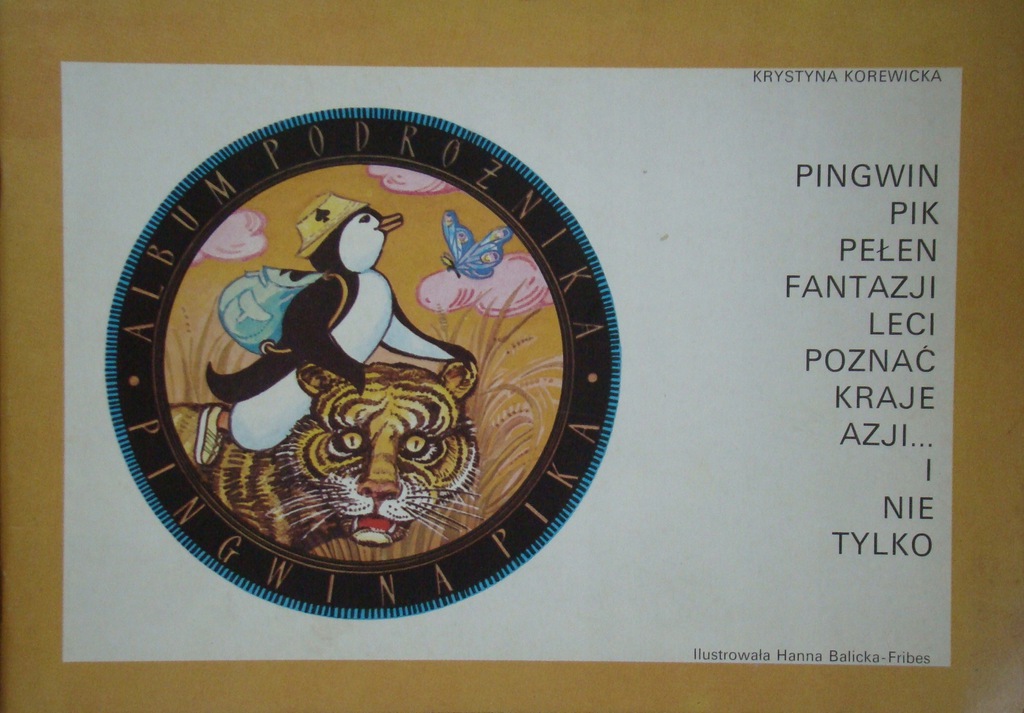 KRYSTYNA KOREWICKA
ALBUM PODRÓŻNIKA
PINGWINA PIKA
PINGWIN
PIK
PEŁEN
FANTAZJI
LECI
POZNAĆ
KRAJE
AZJI...
I
NIE
TYLKO
Ilustrowała Hanna Balicka-Fribes